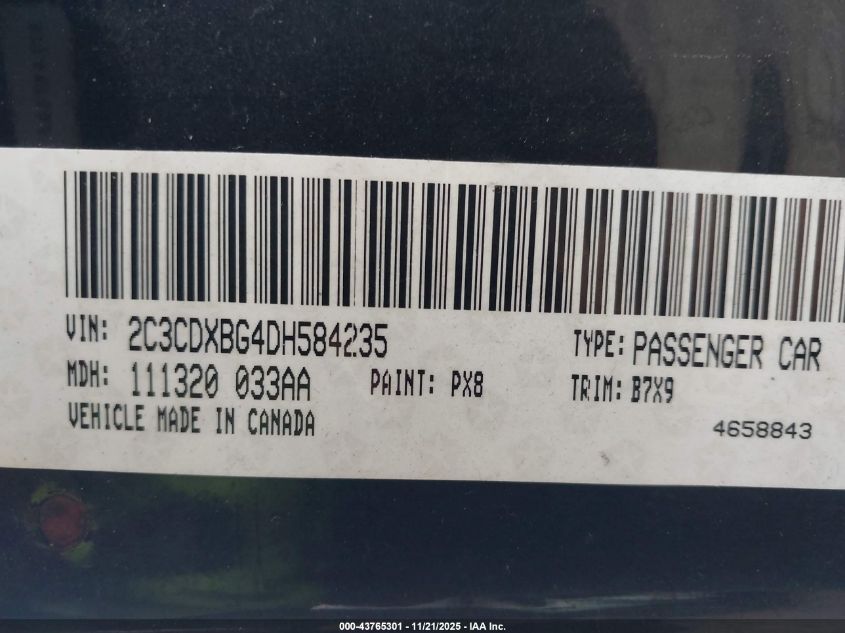 VIN: 2C3CDXBG4DH584235 TYPE: PASSENGER CAR
MDH: 111320 033AA PAINT: PX8 TRIM: B7X9
VEHICLE MADE IN CANADA 4658843
000-43765301 - 11/21/2025 - IAA Inc.